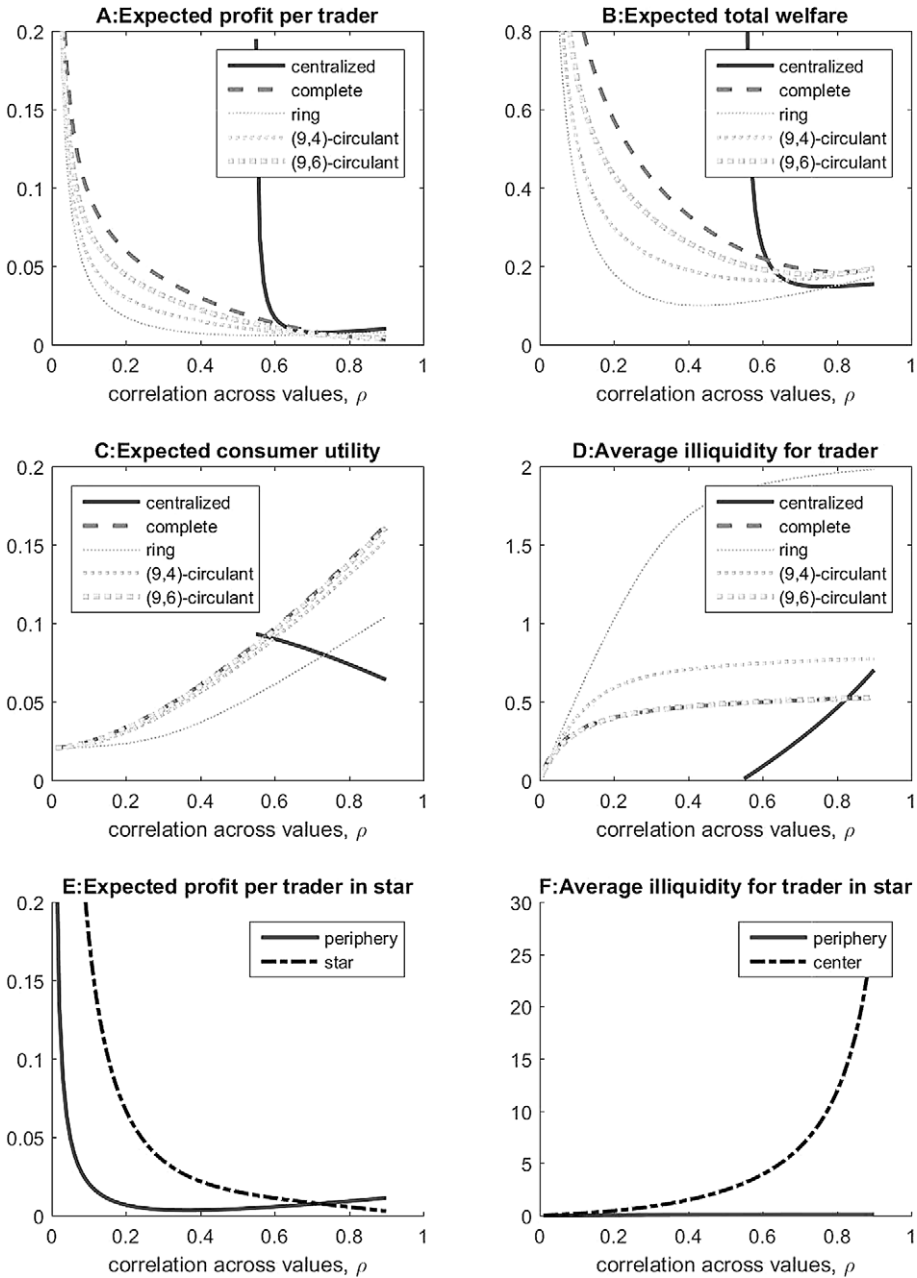 A:Expected profit per trader
0.2
0.15
0.1
0.05
0
0 0.2 0.4 0.6 0.8 1
correlation across values, ρ
centralized
complete
ring
(9,4)-circulant
(9,6)-circulant
B:Expected total welfare
0.8
0.6
0.4
0.2
0
0 0.2 0.4 0.6 0.8 1
correlation across values, ρ
centralized
complete
ring
(9,4)-circulant
(9,6)-circulant
C:Expected consumer utility
0.2
0.15
0.1
0.05
0
0 0.2 0.4 0.6 0.8 1
correlation across values, ρ
centralized
complete
ring
(9,4)-circulant
(9,6)-circulant
D:Average illiquidity for trader
2
1.5
1
0.5
0
0 0.2 0.4 0.6 0.8 1
correlation across values, ρ
centralized
complete
ring
(9,4)-circulant
(9,6)-circulant
E:Expected profit per trader in star
0.2
0.15
0.1
0.05
0
0 0.2 0.4 0.6 0.8 1
correlation across values, ρ
periphery
star
F:Average illiquidity for trader in star
30
25
20
15
10
5
0
0 0.2 0.4 0.6 0.8 1
correlation across values, ρ
periphery
center